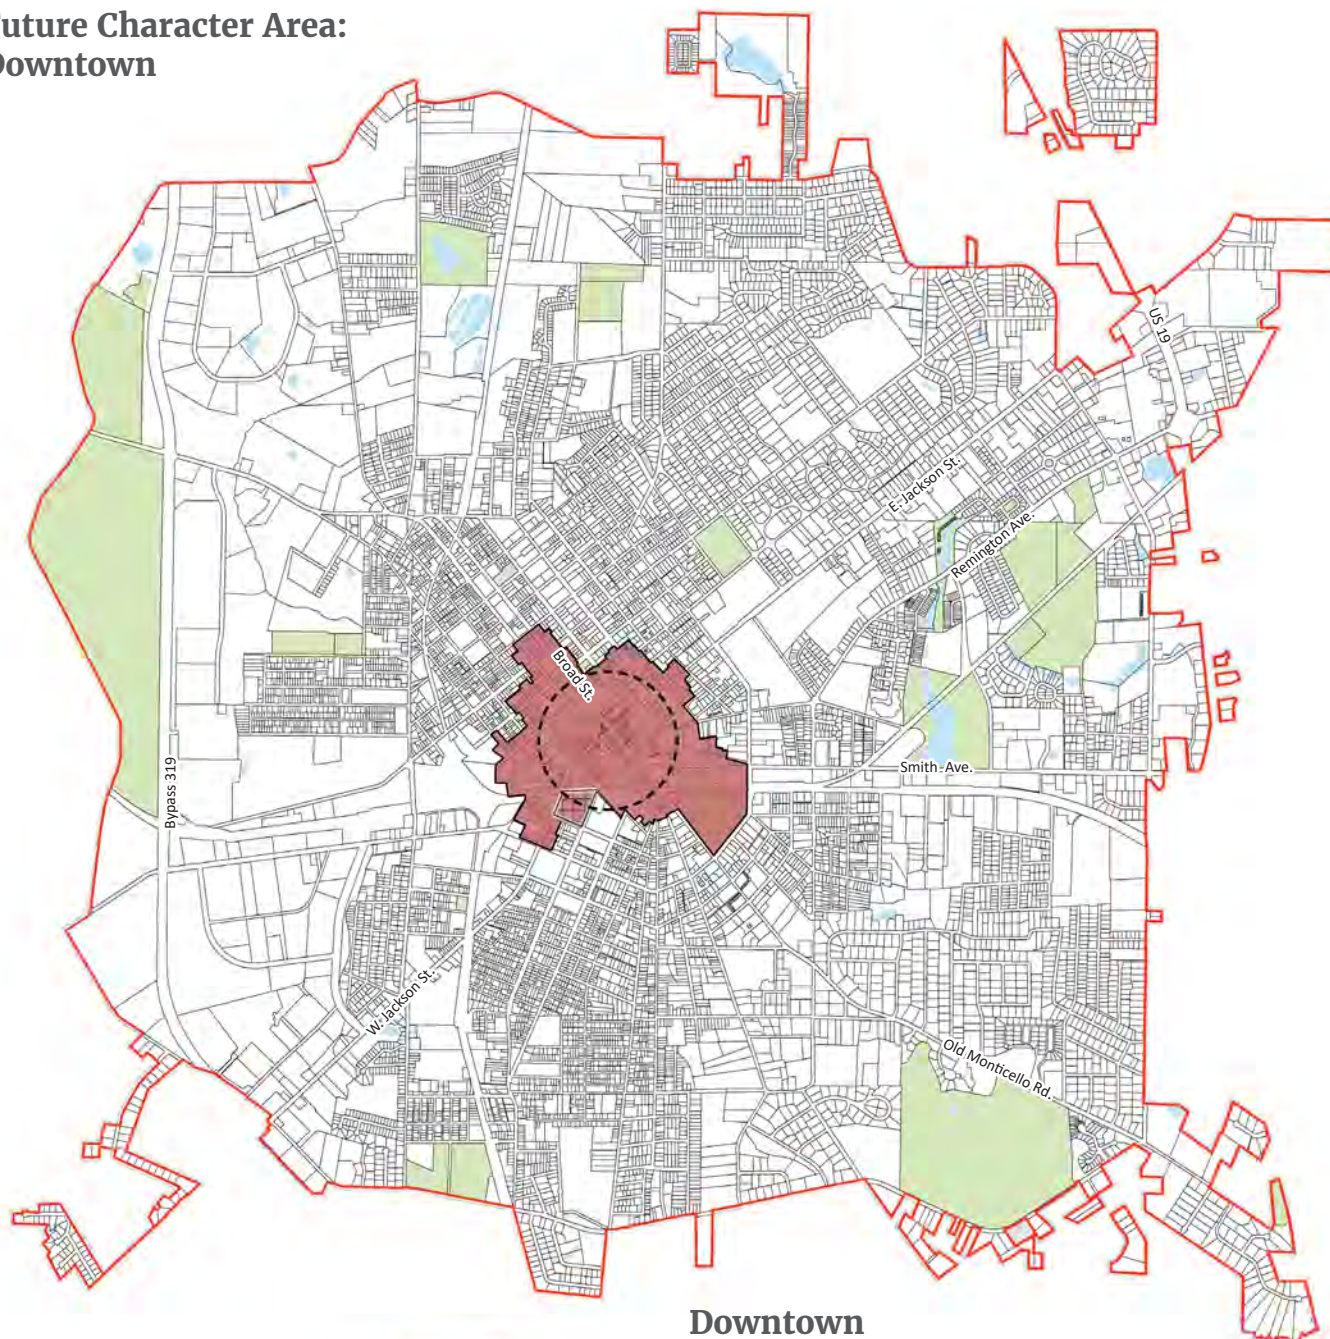 uture Character Area:
Downtown
US 19
E. Jackson St.
Remington Ave.
Broad St.
Smith Ave.
Bypass 319
W. Jackson St.
Old Monticello Rd.
Downtown